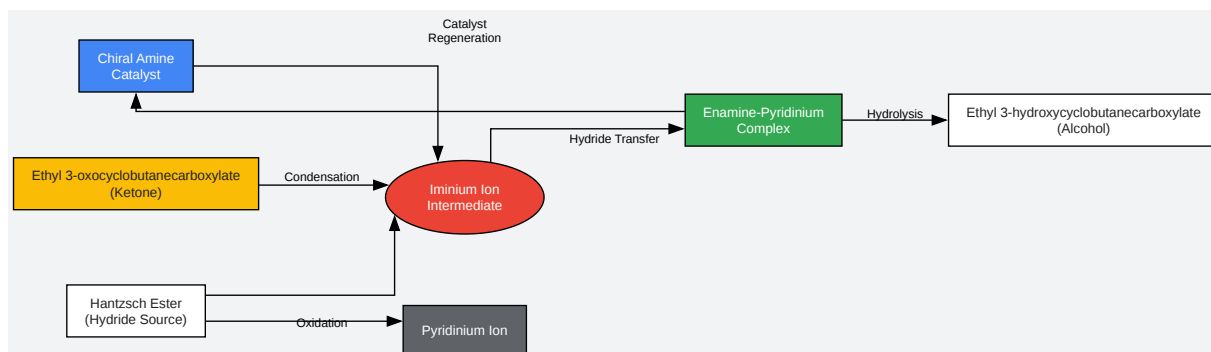 Catalyst
Regeneration
Chiral Amine
Catalyst
Enamine-Pyridinium
Complex
Hydrolysis
Ethyl 3-hydroxycyclobutanecarboxylate
(Alcohol)
Hydride Transfer
Ethyl 3-oxocyclobutanecarboxylate
(Ketone)
Condensation
Iminium Ion
Intermediate
Hantzsch Ester
(Hydride Source)
Oxidation
Pyridinium Ion